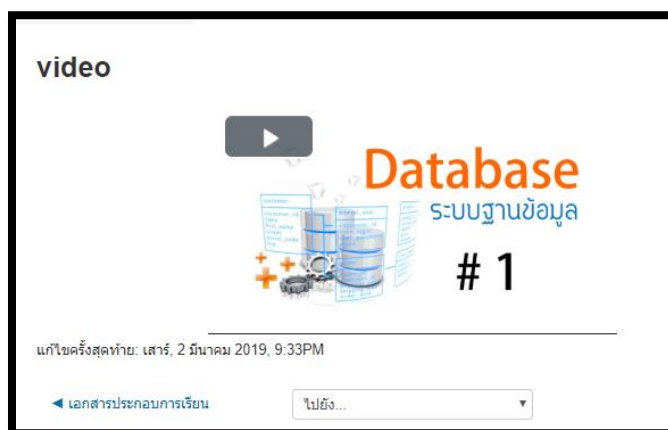 video
Database
ระบบฐานข้อมูล
# 1
แก้ไขครั้งสุดท้าย: เสาร์, 2 มีนาคม 2019, 9:33PM
◄ เอกสารประกอบการเรียน
ไปยัง...